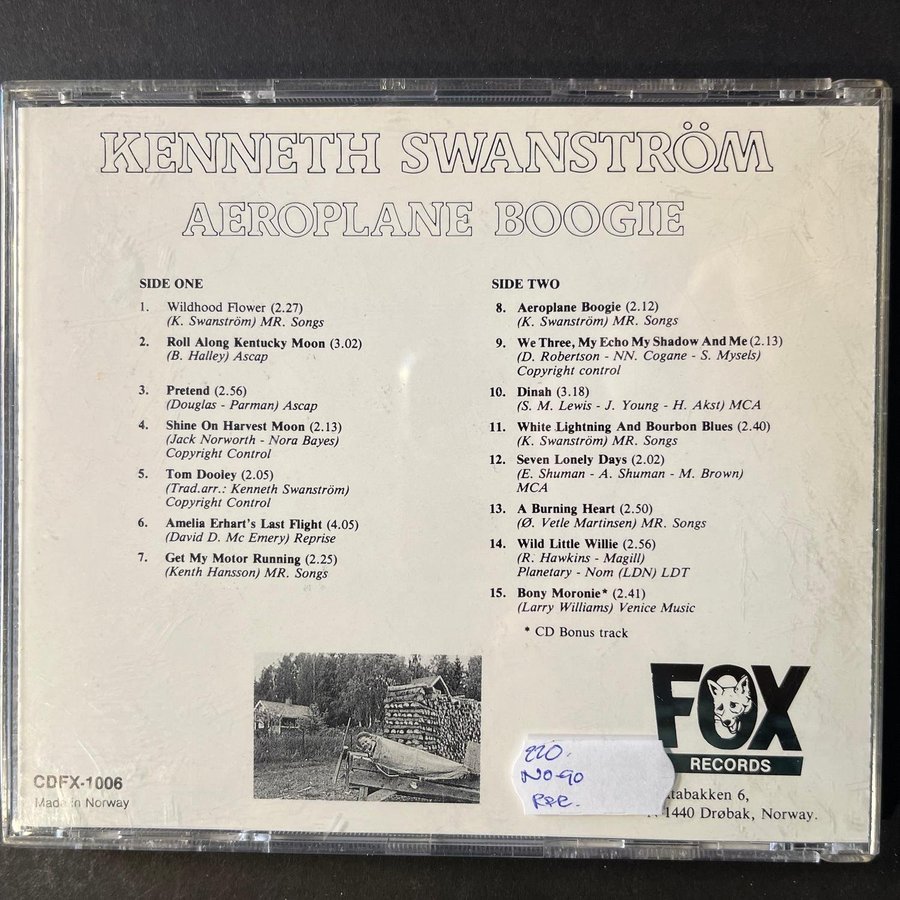 KENNETH SWANSTRÖM
AEROPLANE BOOGIE
SIDE ONE
1. Wildhood Flower (2.27)
(K. Swanström) MR. Songs
2. Roll Along Kentucky Moon (3.02)
(B. Halley) Ascap
3. Pretend (2.56)
(Douglas - Parman) Ascap
4. Shine On Harvest Moon (2.13)
(Jack Norworth - Nora Bayes)
Copyright Control
5. Tom Dooley (2.05)
(Trad.arr.: Kenneth Swanström)
Copyright Control
6. Amelia Erhart's Last Flight (4.05)
(David D. Mc Emery) Reprise
7. Get My Motor Running (2.25)
(Kenth Hansson) MR. Songs
SIDE TWO
8. Aeroplane Boogie (2.12)
(K. Swanström) MR. Songs
9. We Three, My Echo My Shadow And Me (2.13)
(D. Robertson - NN. Cogane - S. Mysels)
Copyright control
10. Dinah (3.18)
(S. M. Lewis - J. Young - H. Akst) MCA
11. White Lightning And Bourbon Blues (2.40)
(K. Swanström) MR. Songs
12. Seven Lonely Days (2.02)
(E. Shuman - A. Shuman - M. Brown)
MCA
13. A Burning Heart (2.50)
(Ø. Vetle Martinsen) MR. Songs
14. Wild Little Willie (2.56)
(R. Hawkins - Magill)
Planetary - Nom (LDN) LDT
15. Bony Moronie* (2.41)
(Larry Williams) Venice Music
* CD Bonus track
FOX
RECORDS
220.
NO-90
6,
1440 Drøbak, Norway.
CDFX-1006
Made in Norway